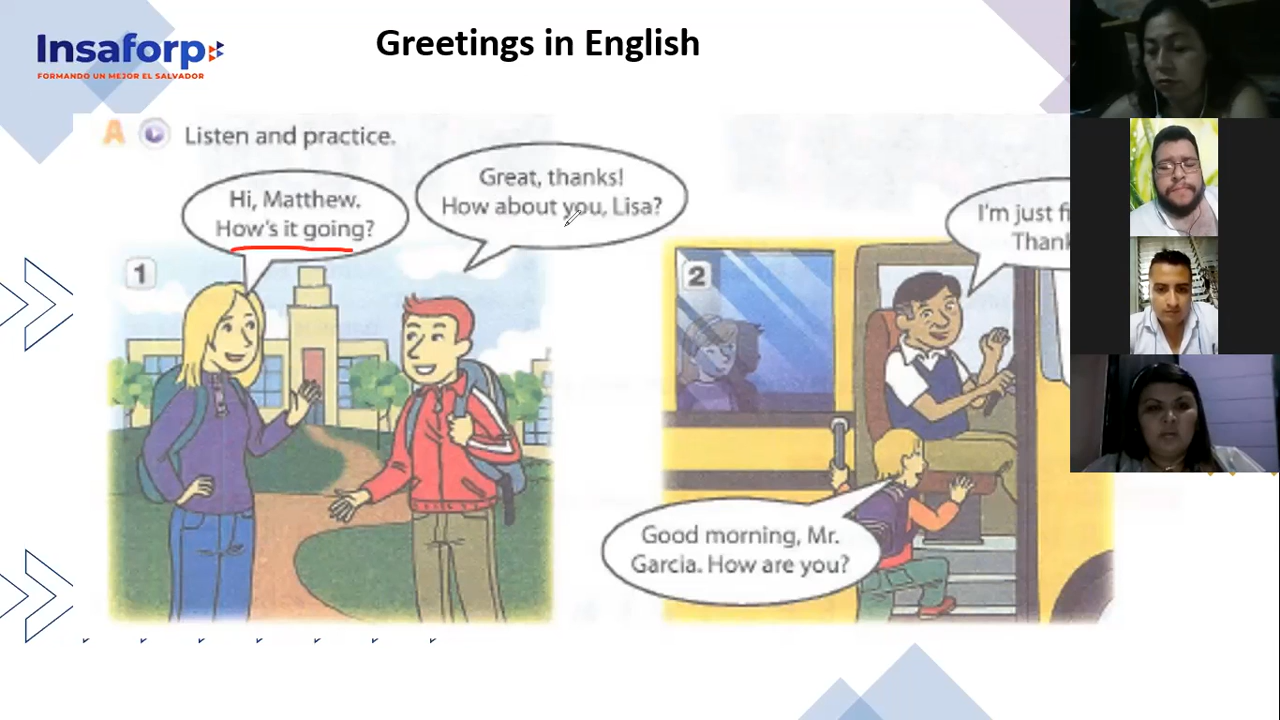 Insaforp
FORMANDO UN MEJOR EL SALVADOR
Greetings in English
A Listen and practice.
Hi, Matthew.
How's it going?
Great, thanks!
How about you, Lisa?
1
2
I'm just
Good morning, Mr.
Garcia. How are you?